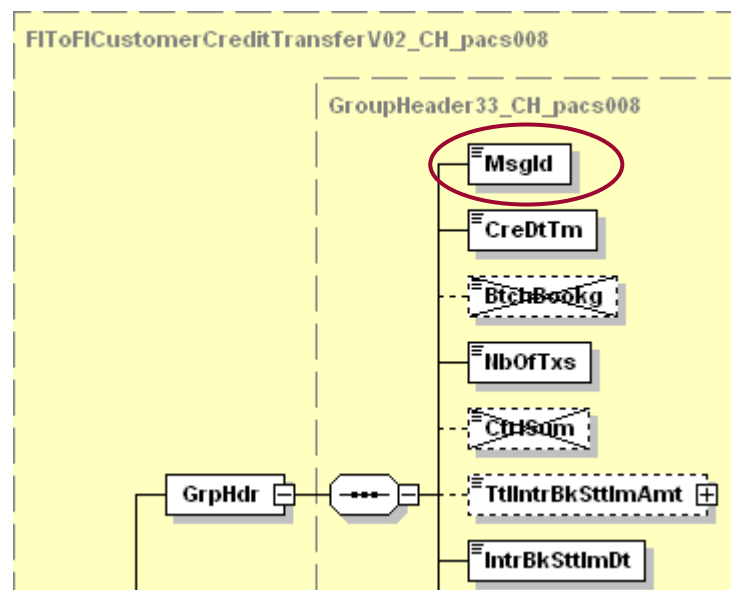 FIToFICustomerCreditTransferV02_CH_pacs008
GroupHeader33_CH_pacs008
MsgId
CreDtTm
BtchBookg
NbOfTxs
CtrlSum
GrpHdr
TtlIntrBkSttlmAmt
IntrBkSttlmDt